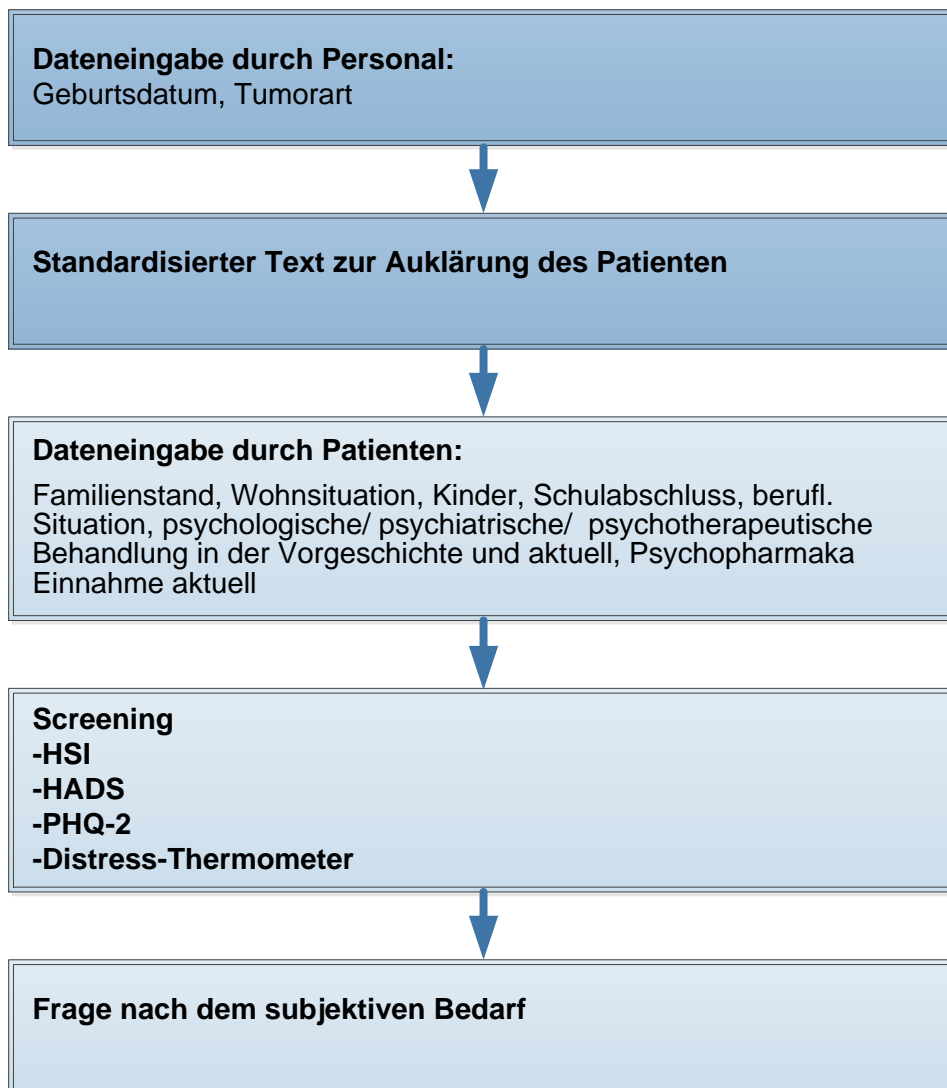 Dateneingabe durch Personal:
Geburtsdatum, Tumorart
Standardisierter Text zur Auklärung des Patienten
Dateneingabe durch Patienten:
Familienstand, Wohnsituation, Kinder, Schulabschluss, berufl.
Situation, psychologische/ psychiatrische/  psychotherapeutische
Behandlung in der Vorgeschichte und aktuell, Psychopharmaka
Einnahme aktuell
Screening
-HSI
-HADS
-PHQ-2
-Distress-Thermometer
Frage nach dem subjektiven Bedarf